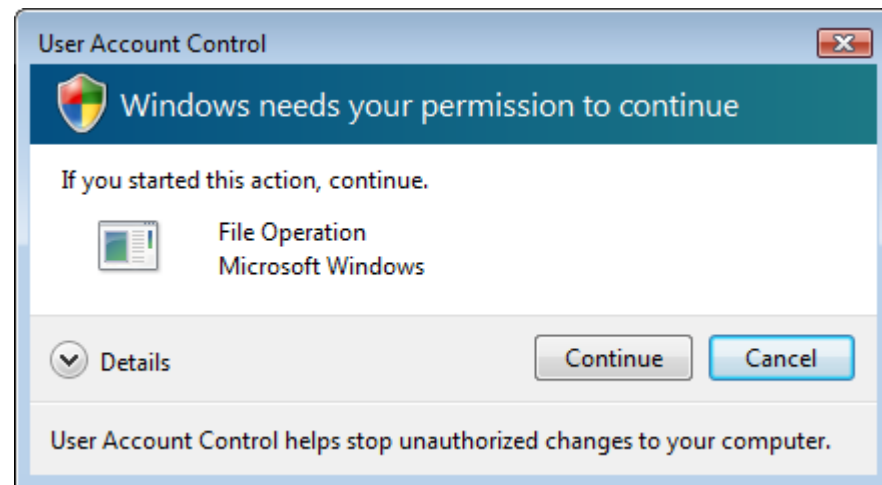 User Account Control
Windows needs your permission to continue
If you started this action, continue.
File Operation
Microsoft Windows
Details
Continue
Cancel
User Account Control helps stop unauthorized changes to your computer.